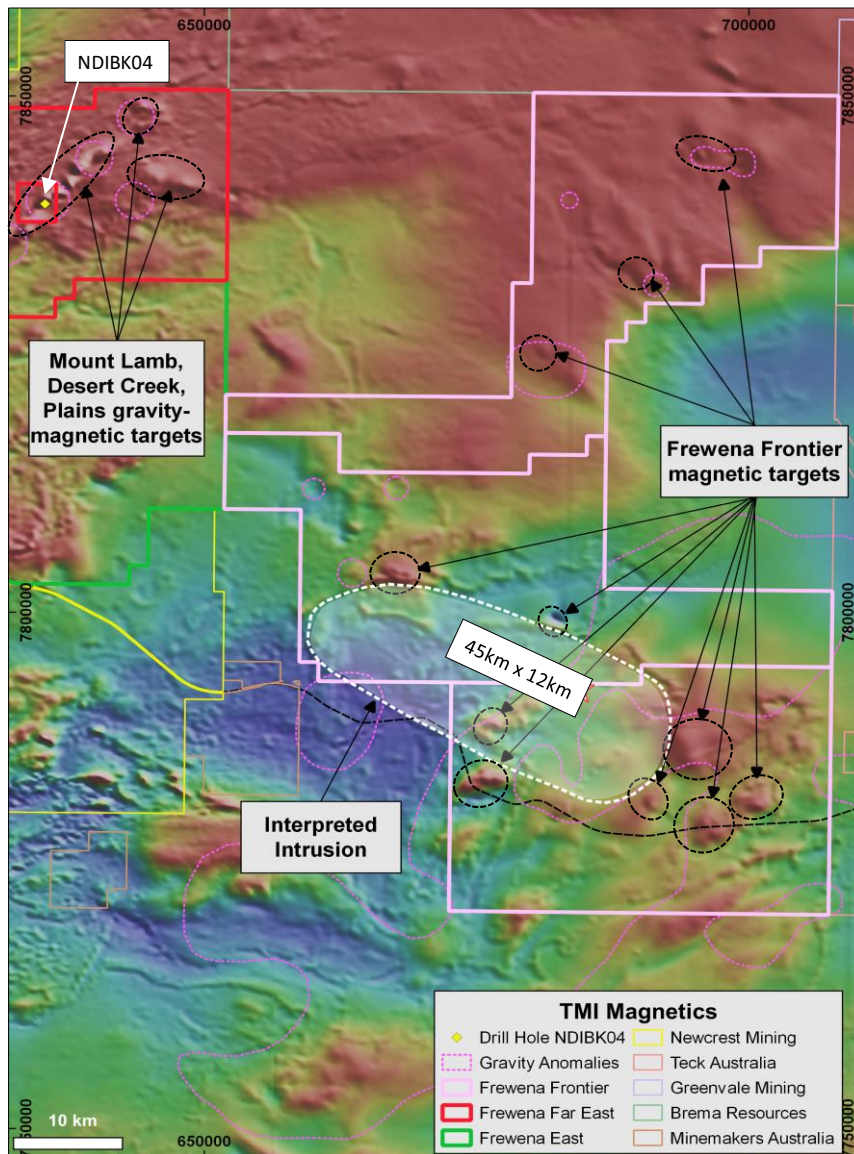 650000
700000
NDIBK04
7850000
7850000
Mount Lamb,
Desert Creek,
Plains gravity-
magnetic targets
Frewena Frontier
magnetic targets
7800000
7800000
45km x 12km
Interpreted
Intrusion
TMI Magnetics
Drill Hole NDIBK04
Newcrest Mining
Gravity Anomalies
Teck Australia
Frewena Frontier
Greenvale Mining
Frewena Far East
Brema Resources
Frewena East
Minemakers Australia
10 km
650000
7750000